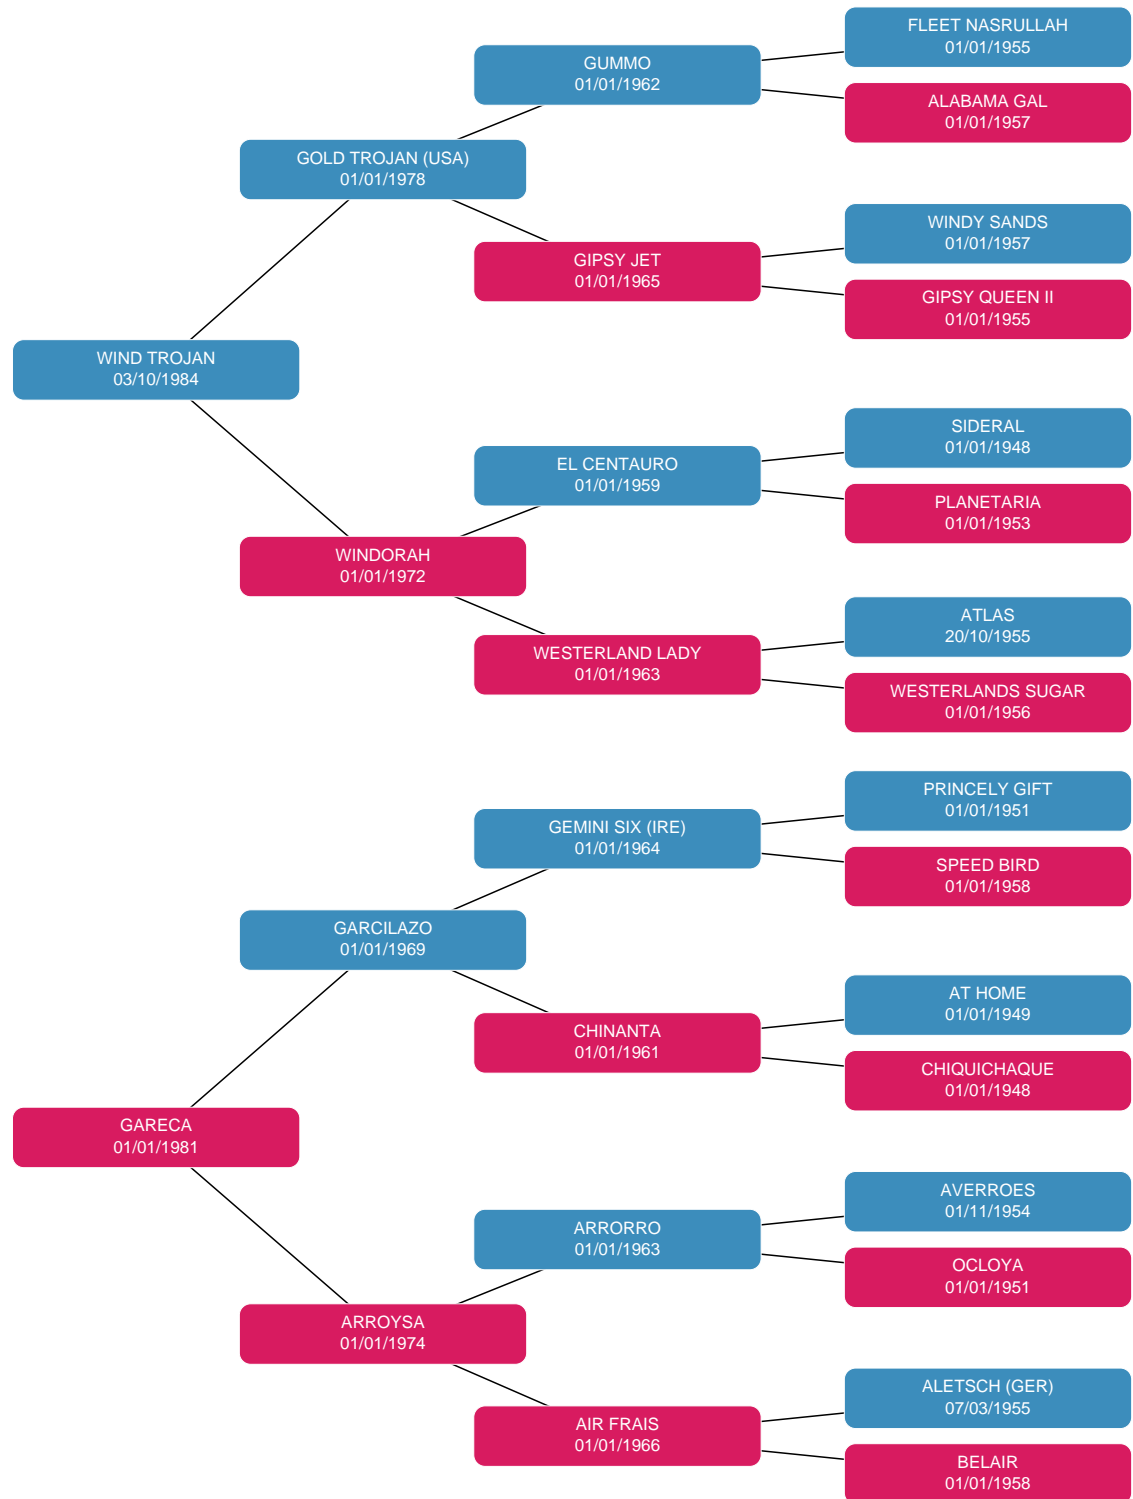 FLEET NASRULLAH
01/01/1955
GUMMO
01/01/1962
ALABAMA GAL
01/01/1957
GOLD TROJAN (USA)
01/01/1978
WINDY SANDS
01/01/1957
GIPSY JET
01/01/1965
GIPSY QUEEN II
01/01/1955
WIND TROJAN
03/10/1984
SIDERAL
01/01/1948
EL CENTAURO
01/01/1959
PLANETARIA
01/01/1953
WINDORAH
01/01/1972
ATLAS
20/10/1955
WESTERLAND LADY
01/01/1963
WESTERLANDS SUGAR
01/01/1956
PRINCELY GIFT
01/01/1951
GEMINI SIX (IRE)
01/01/1964
SPEED BIRD
01/01/1958
GARCILAZO
01/01/1969
AT HOME
01/01/1949
CHINANTA
01/01/1961
CHIQUICHAQUE
01/01/1948
GARECA
01/01/1981
AVERROES
01/11/1954
ARRORRO
01/01/1963
OCLOYA
01/01/1951
ARROYSA
01/01/1974
ALETSCH (GER)
07/03/1955
AIR FRAIS
01/01/1966
BELAIR
01/01/1958